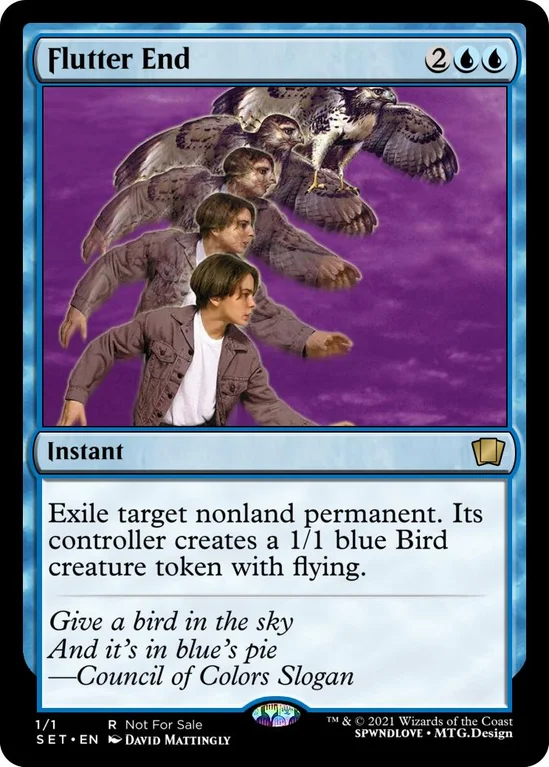 Flutter End 2
Instant
Exile target nonland permanent. Its
controller creates a 1/1 blue Bird
creature token with flying.
Give a bird in the sky
And it's in blue's pie
—Council of Colors Slogan
1/1 R Not For Sale ™ & © 2021 Wizards of the Coast
SET • EN David Mattingly SPWNDLOVE • MTG.Design